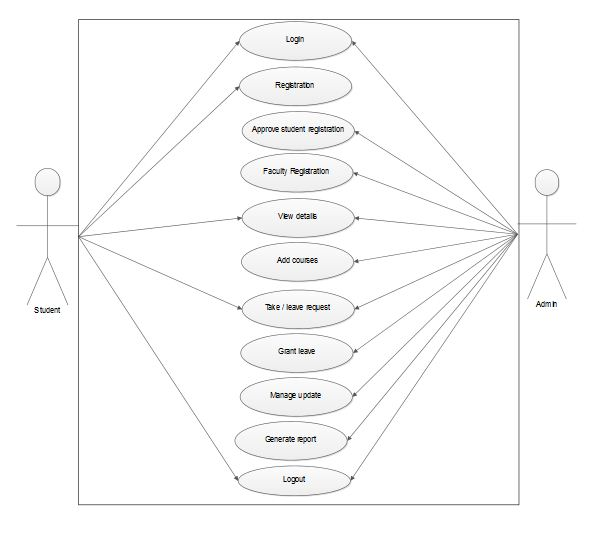 Login
Registration
Approve student registration
Faculty Registration
View details
Add courses
Take / leave request
Student
Admin
Grant leave
Manage update
Generate report
Logout